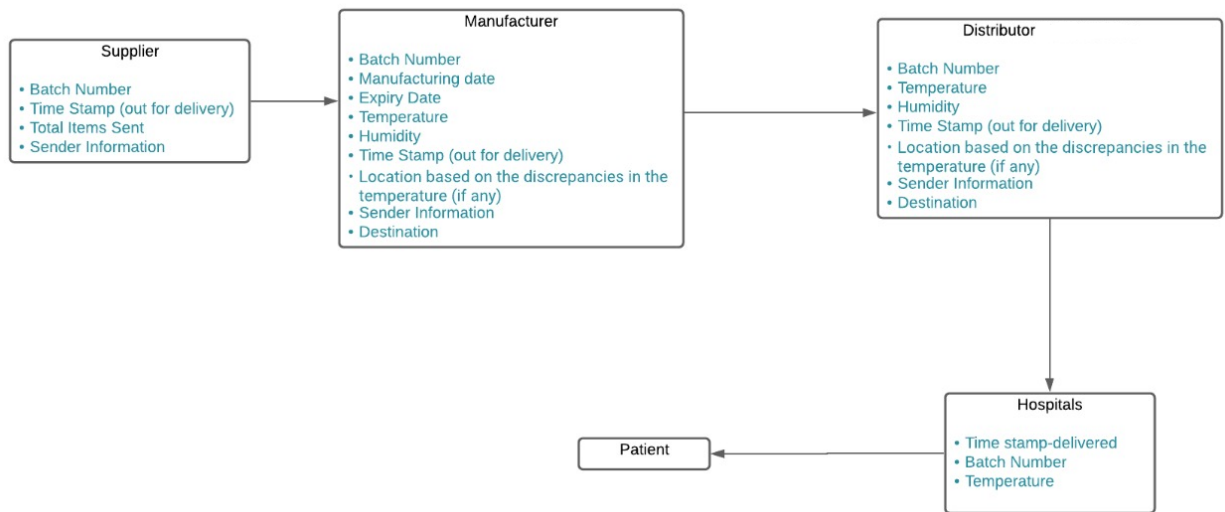 Supplier
• Batch Number
• Time Stamp (out for delivery)
• Total Items Sent
• Sender Information
Manufacturer
• Batch Number
• Manufacturing date
• Expiry Date
• Temperature
• Humidity
• Time Stamp (out for delivery)
• Location based on the discrepancies in the
temperature (if any)
• Sender Information
• Destination
Distributor
• Batch Number
• Temperature
• Humidity
• Time Stamp (out for delivery)
• Location based on the discrepancies in the
temperature (if any)
• Sender Information
• Destination
Hospitals
• Time stamp-delivered
• Batch Number
• Temperature
Patient